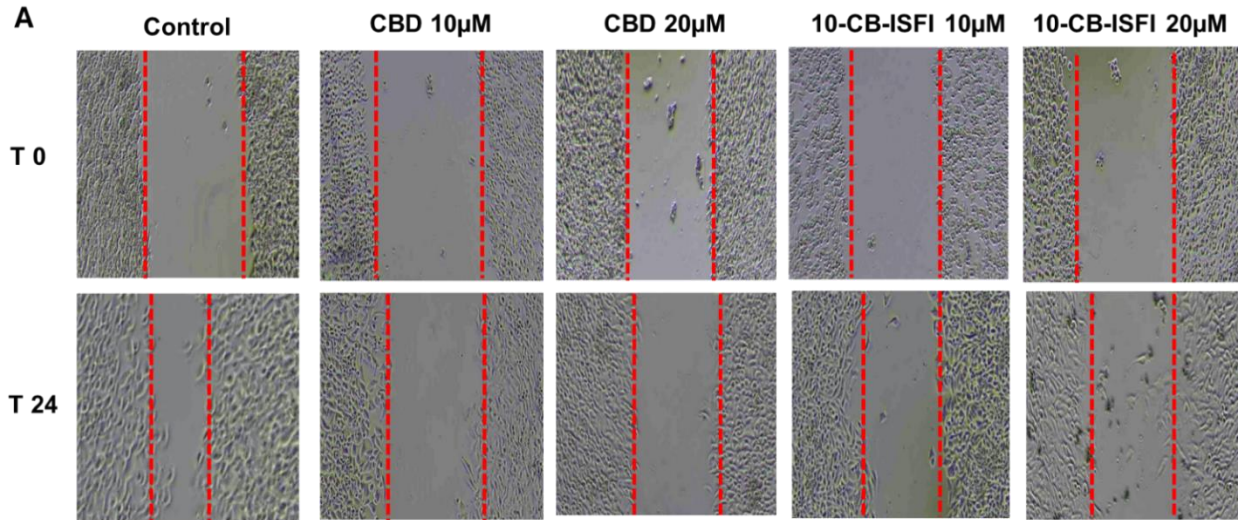 A
Control
CBD 10µM
CBD 20µM
10-CB-ISFI 10µM
10-CB-ISFI 20µM
T 0
T 24